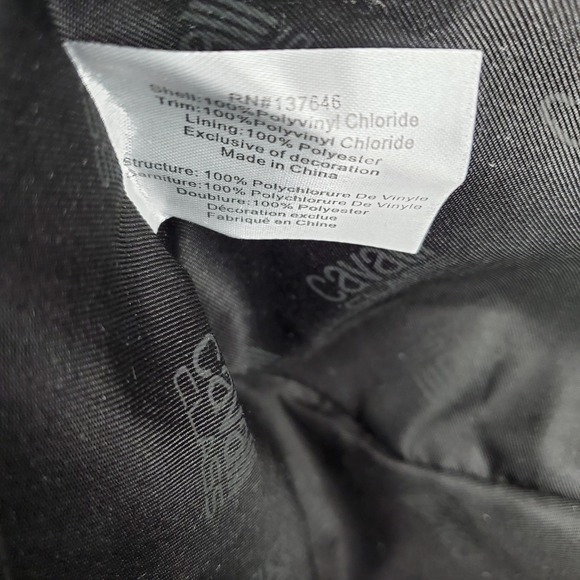 RN#137646
Shell:100%Polyvinyl Chloride
Trim:100%Polyvinyl Chloride
Lining:100% Polyester
Exclusive of decoration
Made in China
Structure: 100% Polychlorure De Vinyle
Garniture:100% Polychlorure De Vinyle
Doublure:100% Polyester
Décoration exclue
Fabriqué en Chine